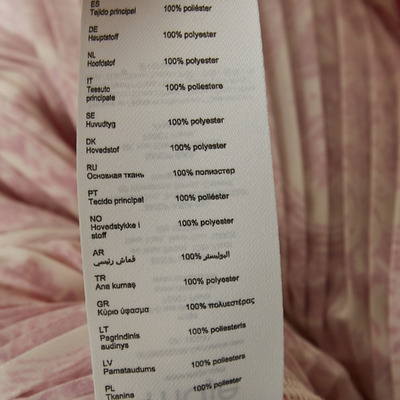 ES
Tejido principal 100% poliéster
DE
Hauptstoff 100% polyester
NL
Hoofdstof 100% polyester
IT
Tessuto 100% poliestere
principale
SE
Huvudtyg 100% polyester
DK
Hovedstof 100% polyester
RU
Основная ткань 100% полиэстер
PT
Tecido principal 100% poliéster
NO
Hovedstykke i 100% polyester
stoff
AR
قماش رئيسي 100% البوليستر
TR
Ana kumaş 100% polyester
GR
Κύριο ύφασμα 100% πολυεστέρας
LT
Pagrindinis 100% poliesteris
audinys
LV
Pamataudums 100% poliesters
PL
Tkanina 100% poliester